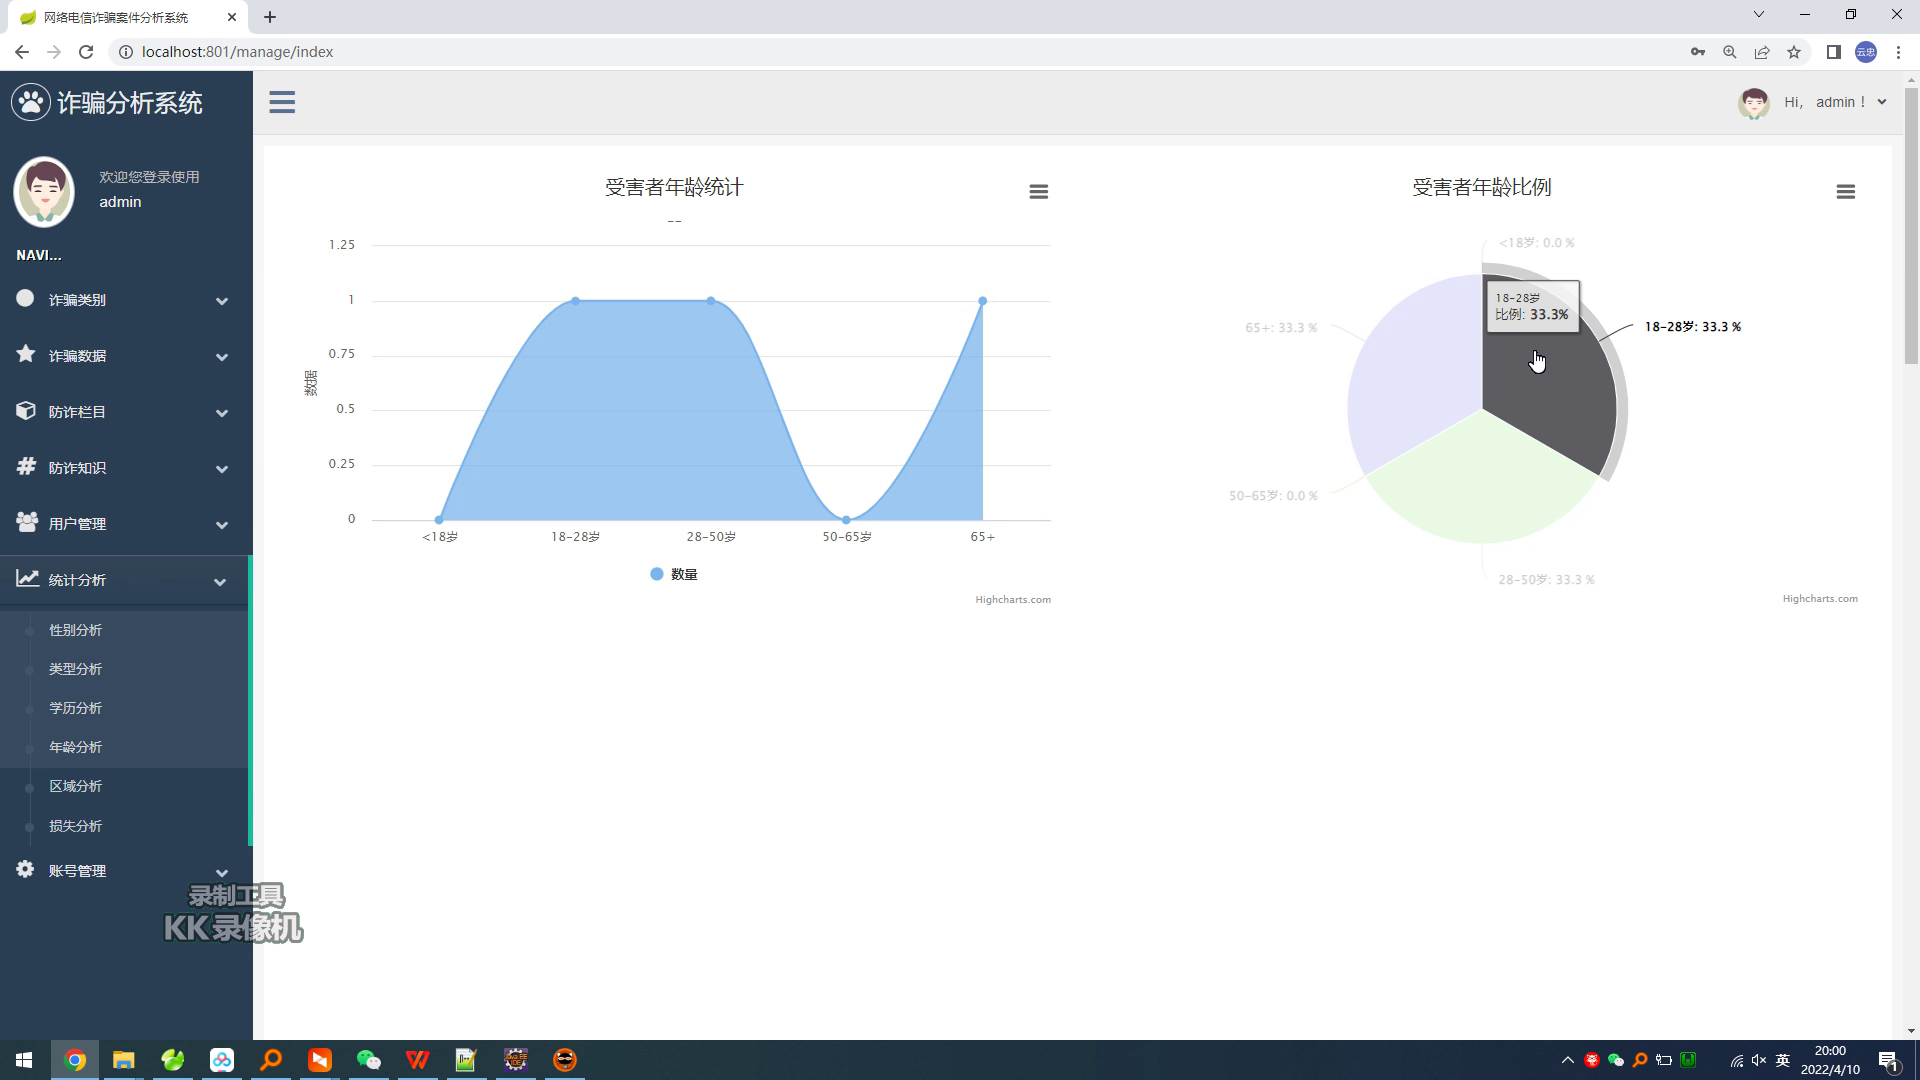 网络电信诈骗案件分析系统
localhost:801/manage/index
云忠
诈骗分析系统
Hi， admin！
欢迎您登录使用
admin
NAVI...
诈骗类别
诈骗数据
防诈栏目
防诈知识
用户管理
统计分析
性别分析
类型分析
学历分析
年龄分析
区域分析
损失分析
账号管理
受害者年龄统计
--
1.25
1
0.75
0.5
0.25
0
数据
<18岁
18-28岁
28-50岁
50-65岁
65+
数量
Highcharts.com
受害者年龄比例
<18岁: 0.0 %
18-28岁
比例: 33.3%
18-28岁: 33.3 %
65+: 33.3 %
50-65岁: 0.0 %
28-50岁: 33.3 %
Highcharts.com
录制工具
KK录像机
英
20:00
2022/4/10
1